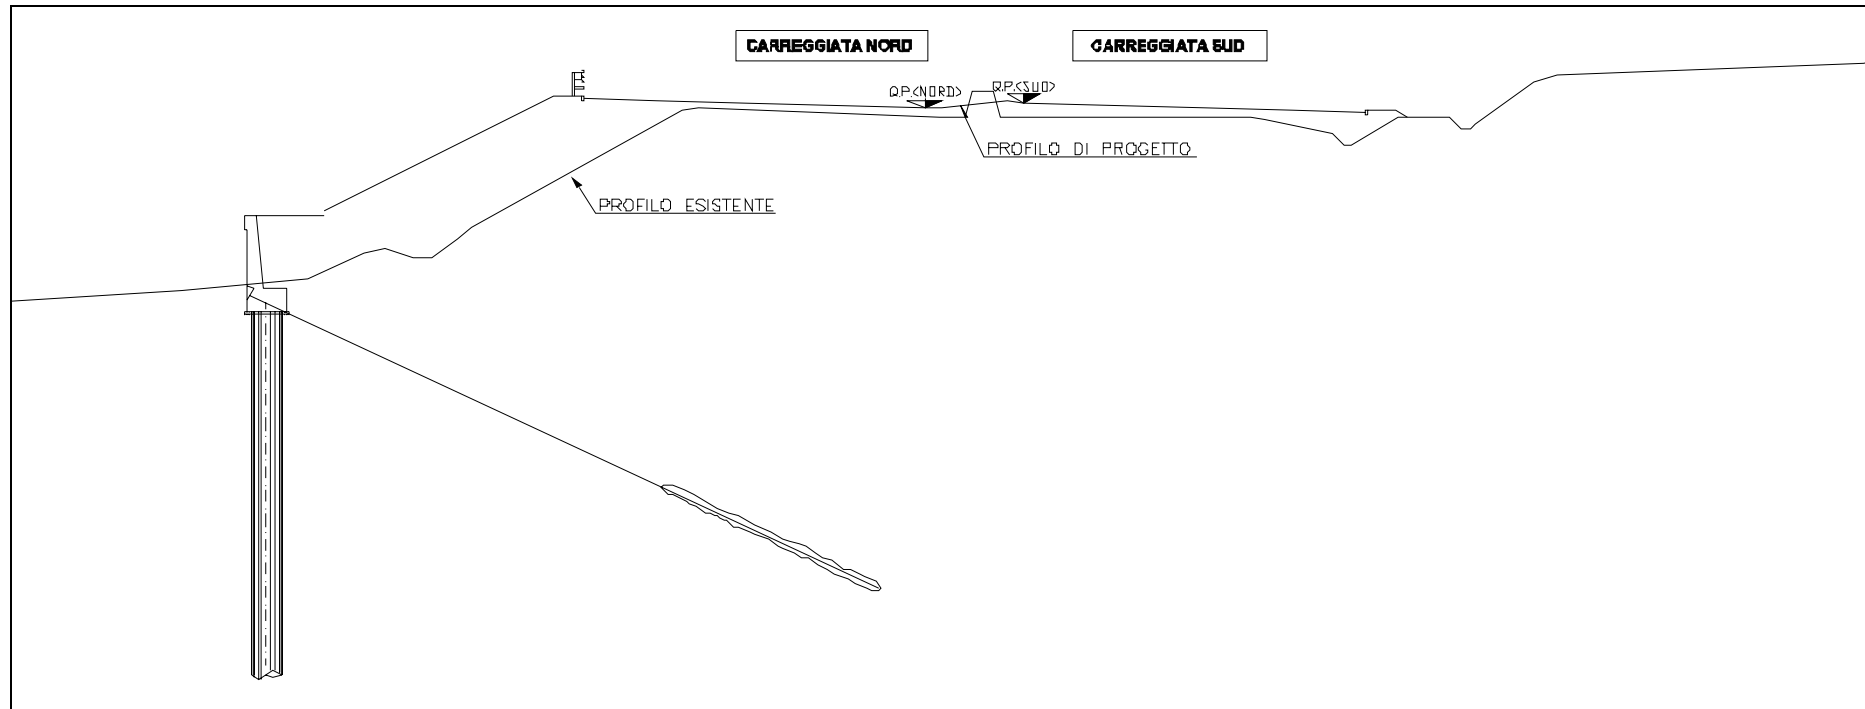 CARREGGIATA NORD
CARREGGIATA SUD
Q.P.(NORD)
Q.P.(SUD)
PROFILO DI PROGETTO
PROFILO ESISTENTE